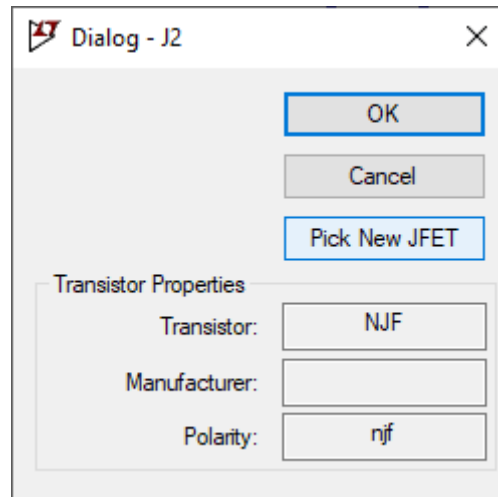 Dialog - J2
OK
Cancel
Pick New JFET
Transistor Properties
Transistor: NJF
Manufacturer:
Polarity: njf